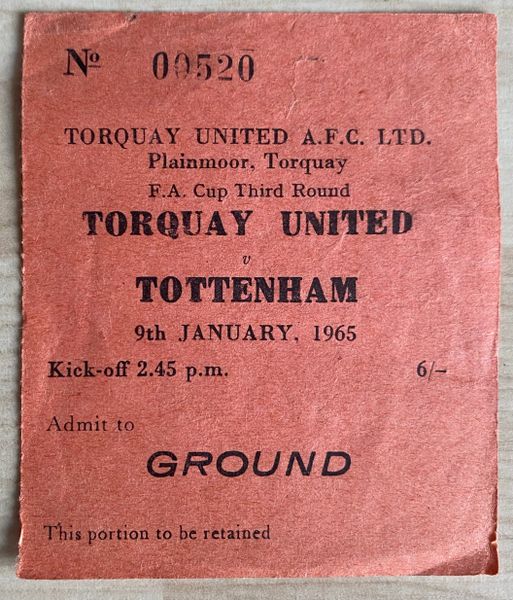 Nº 00520
TORQUAY UNITED A.F.C. LTD.
Plainmoor, Torquay
F.A. Cup Third Round
TORQUAY UNITED
v
TOTTENHAM
9th JANUARY, 1965
Kick-off 2.45 p.m. 6/–
Admit to
GROUND
This portion to be retained